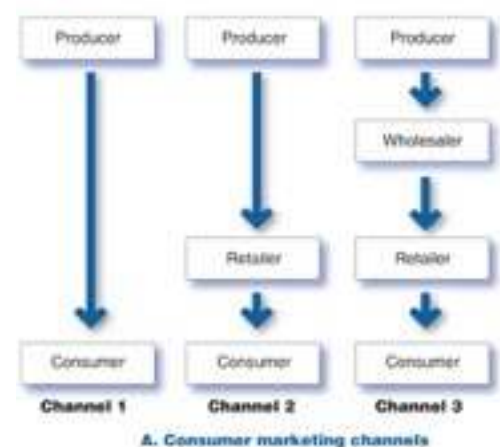 Producer Producer Producer
Wholesaler
Retailer Retailer
Consumer Consumer Consumer
Channel 1 Channel 2 Channel 3
A. Consumer marketing channels